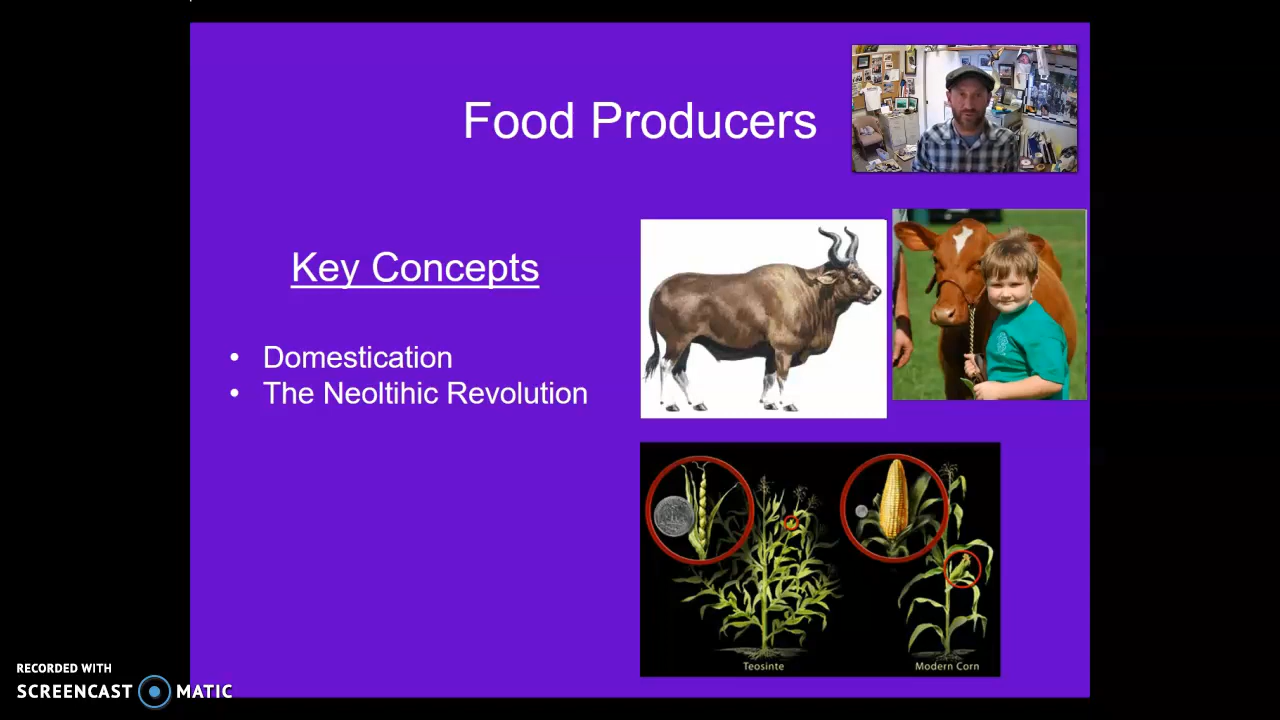 Food Producers
Key Concepts
• Domestication
• The Neoltihic Revolution
Teosinte
Modern Corn
RECORDED WITH
SCREENCAST MATIC